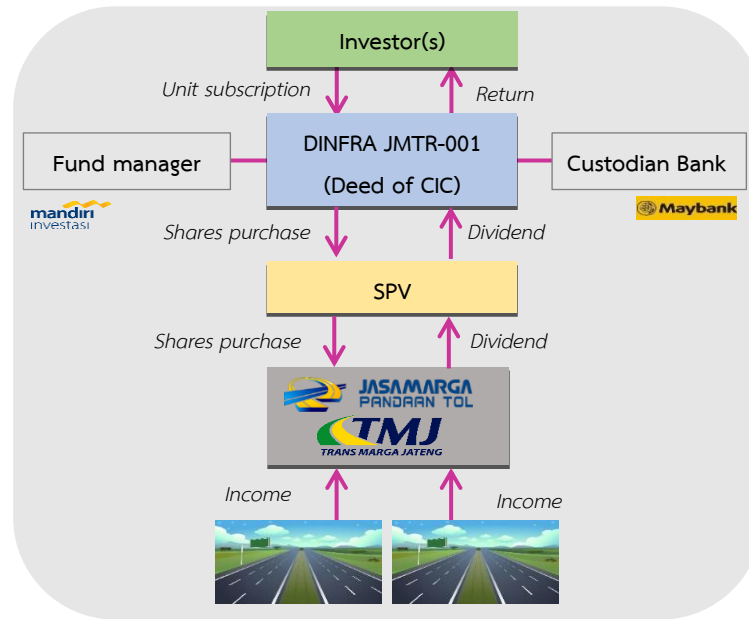 Investor(s)
Unit subscription
Return
DINFRA JMTR-001
(Deed of CIC)
Fund manager
Custodian Bank
mandiri
investasi
Maybank
Shares purchase
Dividend
SPV
Shares purchase
Dividend
JASAMARGA
PANDAAN TOL
TMJ
TRANS MARGA JATENG
Income
Income